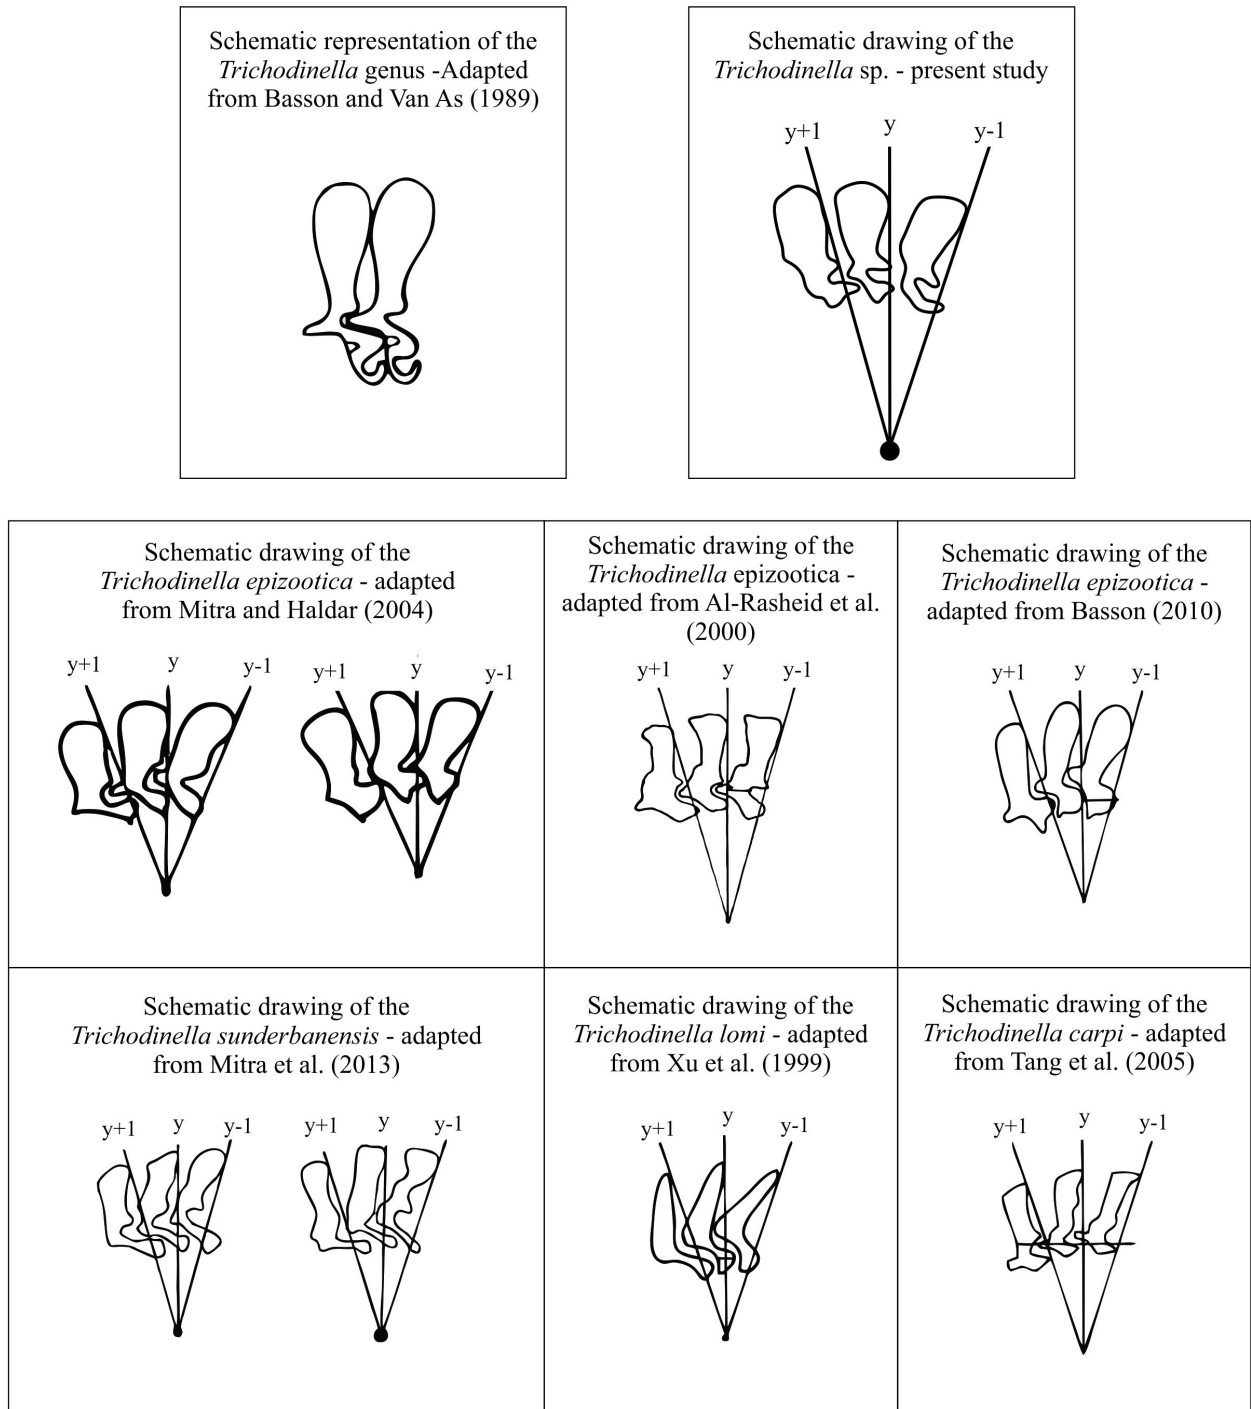 Schematic representation of the
Trichodinella genus -Adapted
from Basson and Van As (1989)
Schematic drawing of the
Trichodinella sp. - present study
y+1 y y-1
Schematic drawing of the
Trichodinella epizootica - adapted
from Mitra and Haldar (2004)
y+1 y y-1
y+1 y y-1
Schematic drawing of the
Trichodinella epizootica -
adapted from Al-Rasheid et al.
(2000)
y+1 y y-1
Schematic drawing of the
Trichodinella epizootica -
adapted from Basson (2010)
y+1 y y-1
Schematic drawing of the
Trichodinella sunderbanensis - adapted
from Mitra et al. (2013)
y+1 y y-1
y+1 y y-1
Schematic drawing of the
Trichodinella lomi - adapted
from Xu et al. (1999)
y+1 y y-1
Schematic drawing of the
Trichodinella carpi - adapted
from Tang et al. (2005)
y+1 y y-1